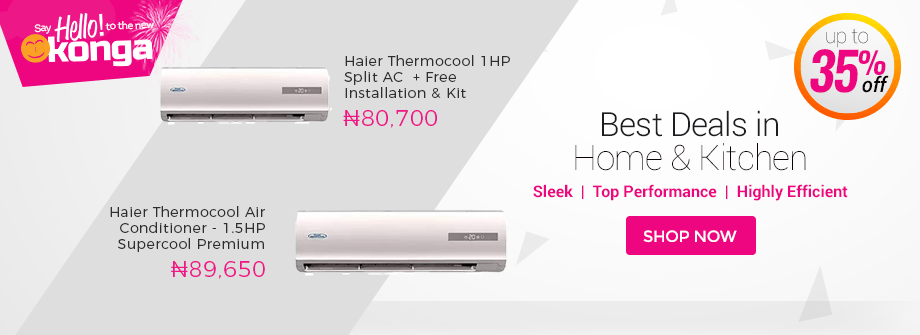 Say Hello! to the new
konga
Haier Thermocool 1HP
Split AC + Free
Installation & Kit
₦80,700
Haier Thermocool Air
Conditioner - 1.5HP
Supercool Premium
₦89,650
up to
35%
off
Best Deals in
Home & Kitchen
Sleek | Top Performance | Highly Efficient
SHOP NOW
20